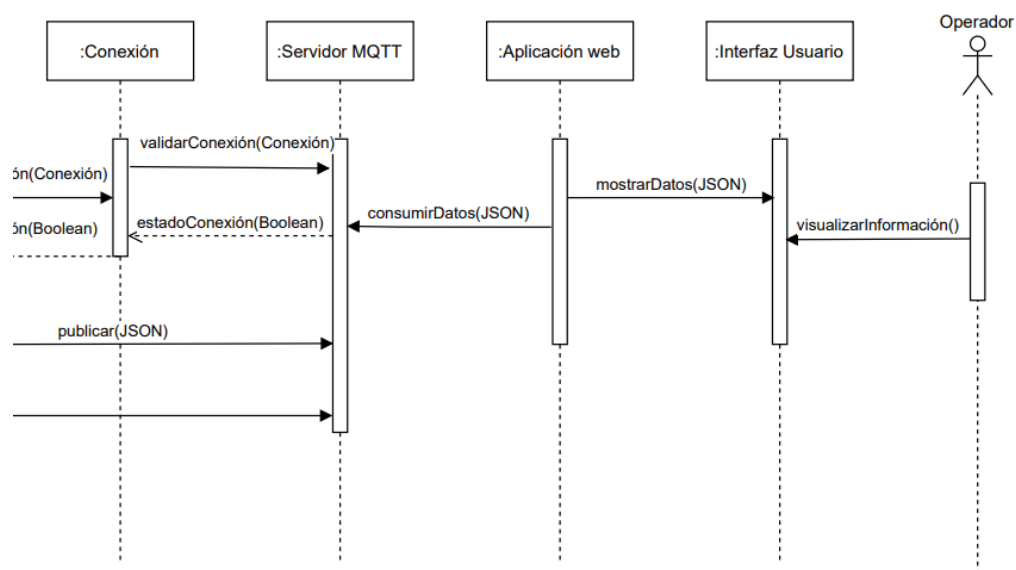 Operador
:Conexión
:Servidor MQTT
:Aplicación web
:Interfaz Usuario
validarConexión(Conexión)
ón(Conexión)
mostrarDatos(JSON)
consumirDatos(JSON)
estadoConexión(Boolean)
ón(Boolean)
visualizarInformación()
publicar(JSON)